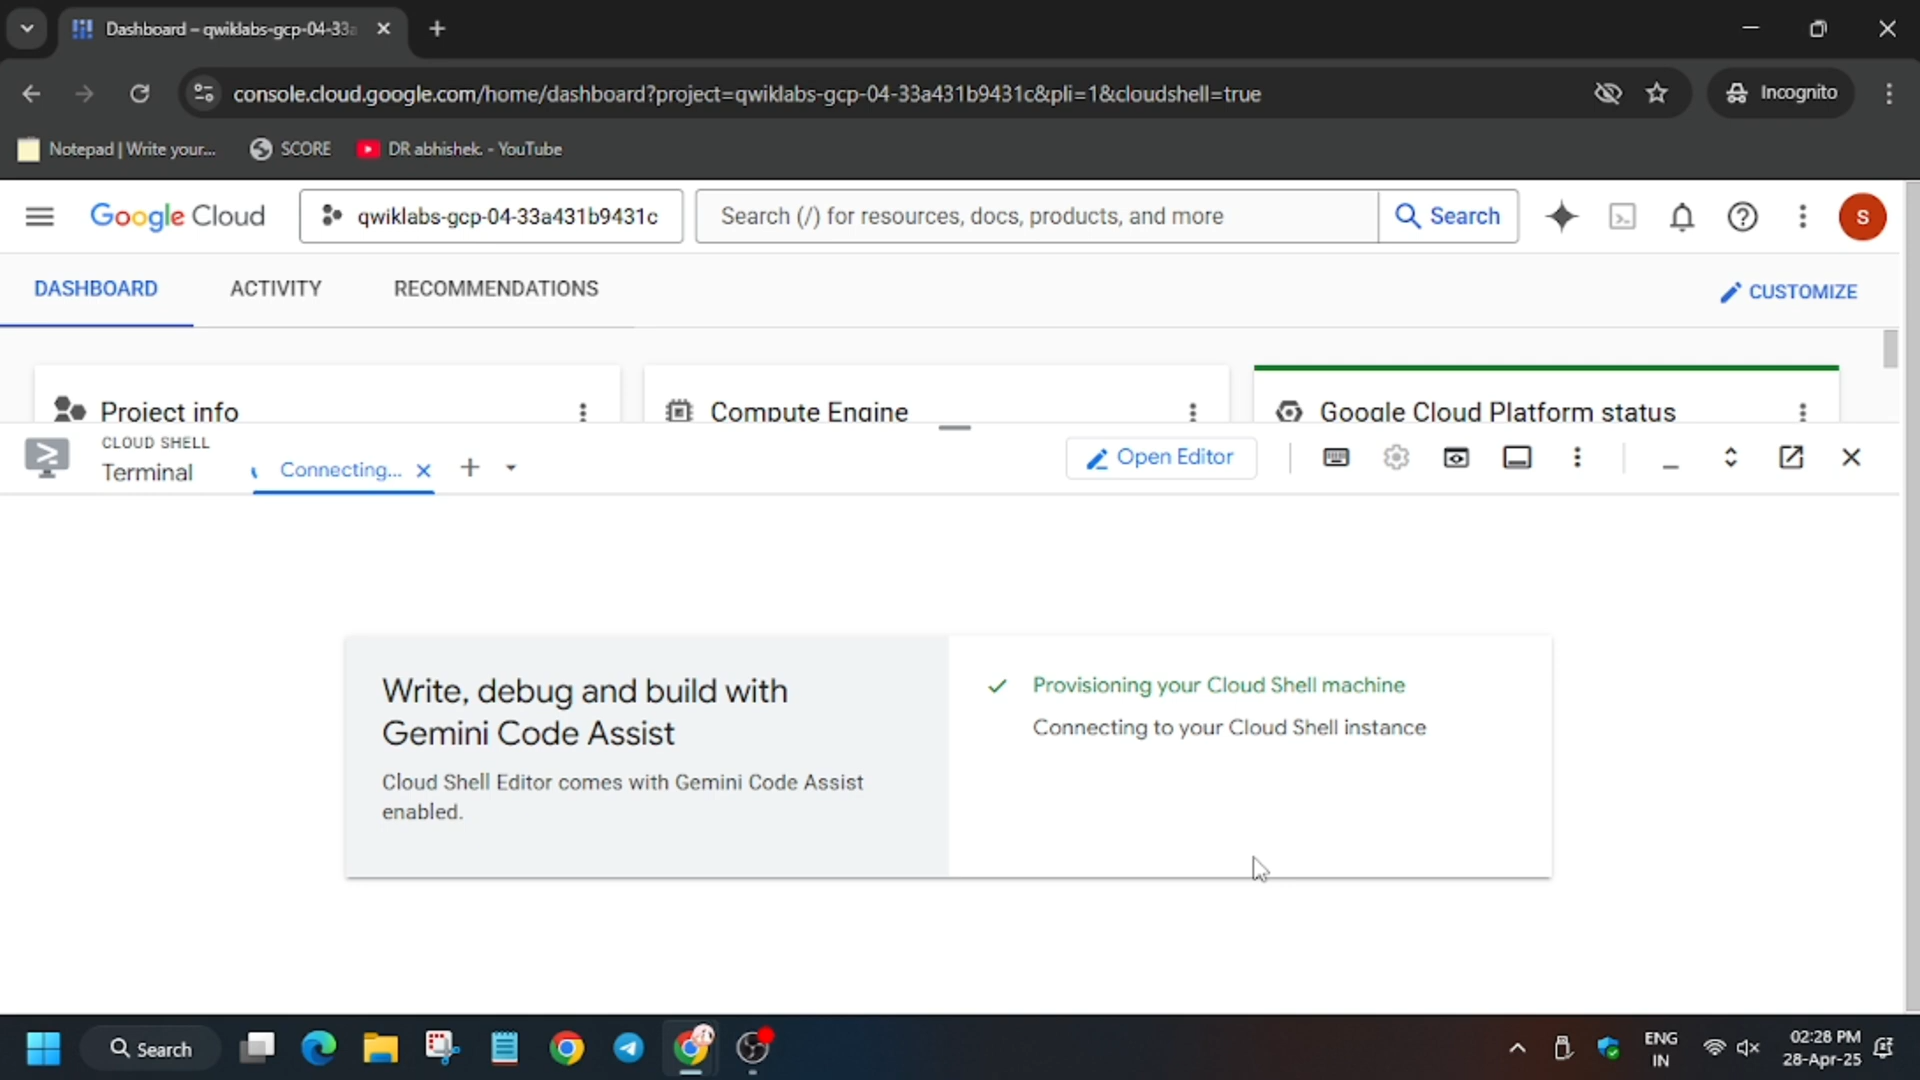 Dashboard – qwiklabs-gcp-04-33a
console.cloud.google.com/home/dashboard?project=qwiklabs-gcp-04-33a431b9431c&pli=1&cloudshell=true
Incognito
Notepad | Write your...
SCORE
DR abhishek. - YouTube
Google Cloud
qwiklabs-gcp-04-33a431b9431c
Search (/) for resources, docs, products, and more
Search
S
DASHBOARD
ACTIVITY
RECOMMENDATIONS
CUSTOMIZE
Project info
Compute Engine
Google Cloud Platform status
CLOUD SHELL
Terminal
Connecting...
Open Editor
Write, debug and build with
Gemini Code Assist
Cloud Shell Editor comes with Gemini Code Assist
enabled.
Provisioning your Cloud Shell machine
Connecting to your Cloud Shell instance
Search
ENG
IN
02:28 PM
28-Apr-25